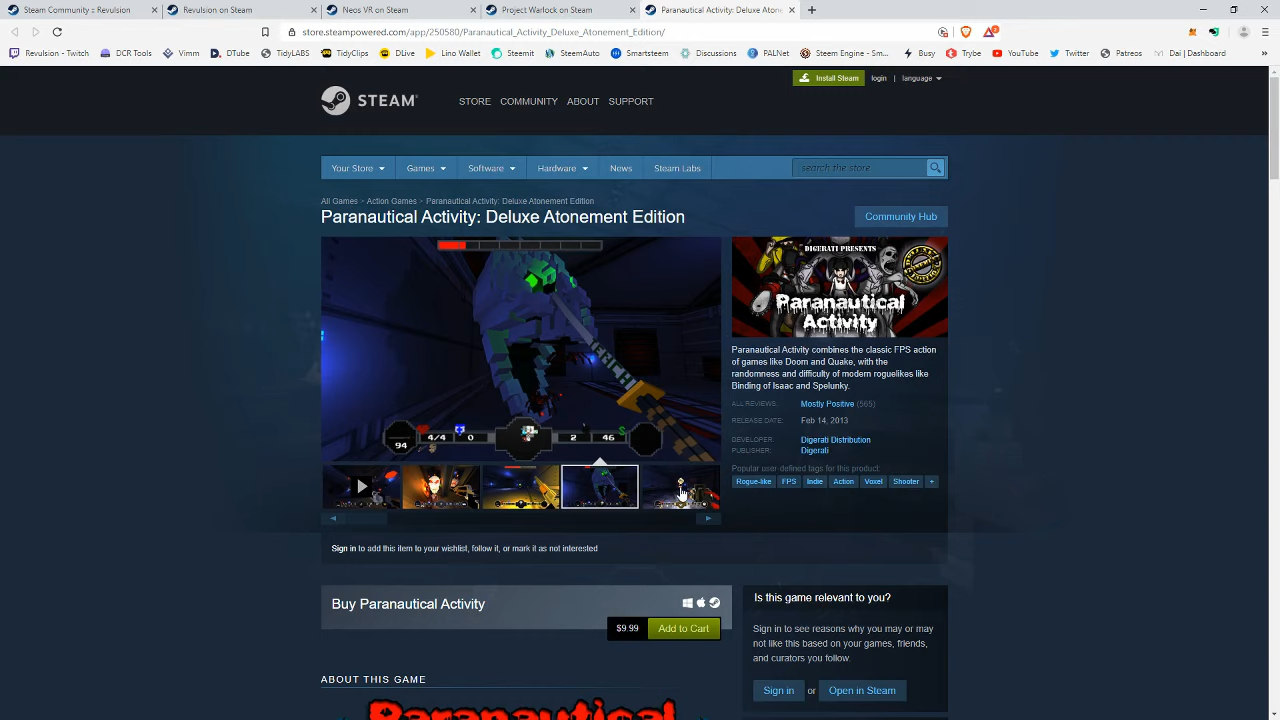 Steam Community :: Revulsion
Revulsion on Steam
Neos VR on Steam
Project Warlock on Steam
Paranautical Activity: Deluxe Atone
store.steampowered.com/app/250580/Paranautical_Activity_Deluxe_Atonement_Edition/
Revulsion - Twitch
DCR Tools
Vimm
DTube
TidyClips
DLive
Lino Wallet
Steemit
SteemAuto
Smartsteem
Discussions
PALNet
Steem Engine - Sm...
Buy
Trybe
YouTube
Twitter
Patreos
Dai | Dashboard
Install Steam
login
language
STEAM
STORE
COMMUNITY
ABOUT
SUPPORT
Your Store
Games
Software
Hardware
News
Steam Labs
search the store
All Games > Action Games > Paranautical Activity: Deluxe Atonement Edition
Paranautical Activity: Deluxe Atonement Edition
Community Hub
94
4/4
0
2
46
S
DIGERATI PRESENTS
Paranautical
Activity
Paranautical Activity combines the classic FPS action
of games like Doom and Quake, with the
randomness and difficulty of modern roguelikes like
Binding of Isaac and Spelunky.
ALL REVIEWS: Mostly Positive (565)
RELEASE DATE: Feb 14, 2013
DEVELOPER: Digerati Distribution
PUBLISHER: Digerati
Popular user-defined tags for this product:
Rogue-like FPS Indie Action Voxel Shooter +
Sign in to add this item to your wishlist, follow it, or mark it as not interested
Buy Paranautical Activity
$9.99 Add to Cart
Is this game relevant to you?
Sign in to see reasons why you may or may
not like this based on your games, friends,
and curators you follow.
Sign in or Open in Steam
ABOUT THIS GAME
Paranautical